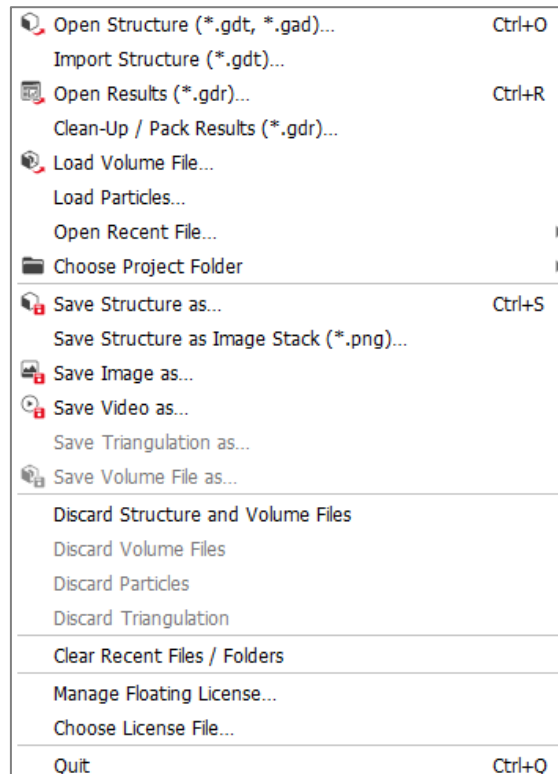 Open Structure (*.gdt, *.gad)... Ctrl+O
Import Structure (*.gdt)...
Open Results (*.gdr)... Ctrl+R
Clean-Up / Pack Results (*.gdr)...
Load Volume File...
Load Particles...
Open Recent File...
Choose Project Folder
Save Structure as... Ctrl+S
Save Structure as Image Stack (*.png)...
Save Image as...
Save Video as...
Save Triangulation as...
Save Volume File as...
Discard Structure and Volume Files
Discard Volume Files
Discard Particles
Discard Triangulation
Clear Recent Files / Folders
Manage Floating License...
Choose License File...
Quit Ctrl+Q